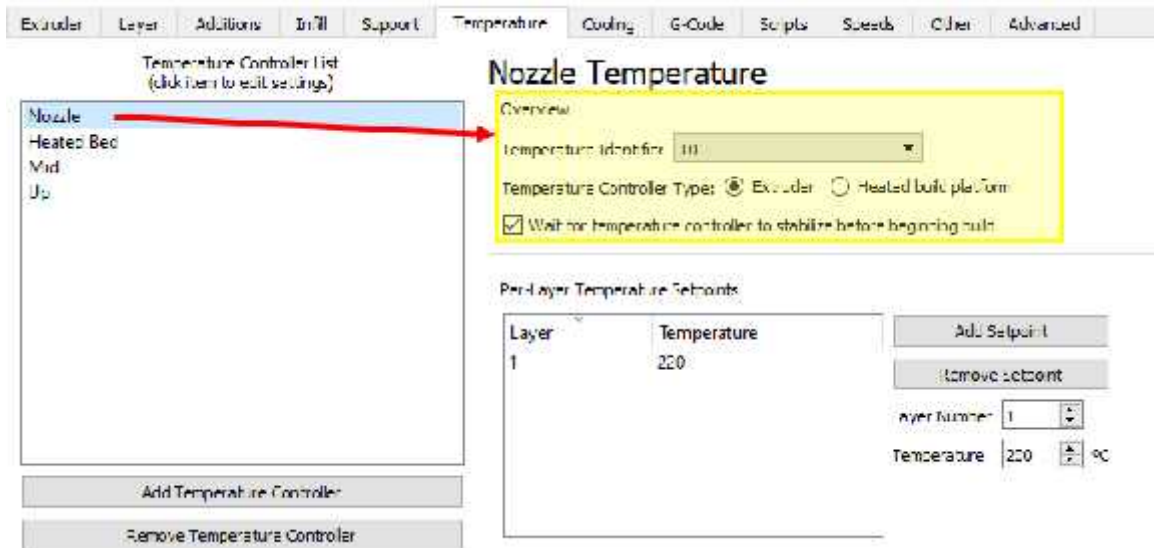 Extruder Layer Additions Infill Support Temperature Cooling G-Code Scripts Speeds Other Advanced
Temperature Controller List
(click item to edit settings)
Nozzle
Heated Bed
Mid
Up
Add Temperature Controller
Remove Temperature Controller
Nozzle Temperature
Overview
Temperature Identifier
Temperature Controller Type: Extruder Heated build platform
Wait for temperature controller to stabilize before beginning build
Per-Layer Temperature Setpoints
Layer Temperature
1 220
Add Setpoint
Remove Setpoint
Layer Number 1
Temperature °C